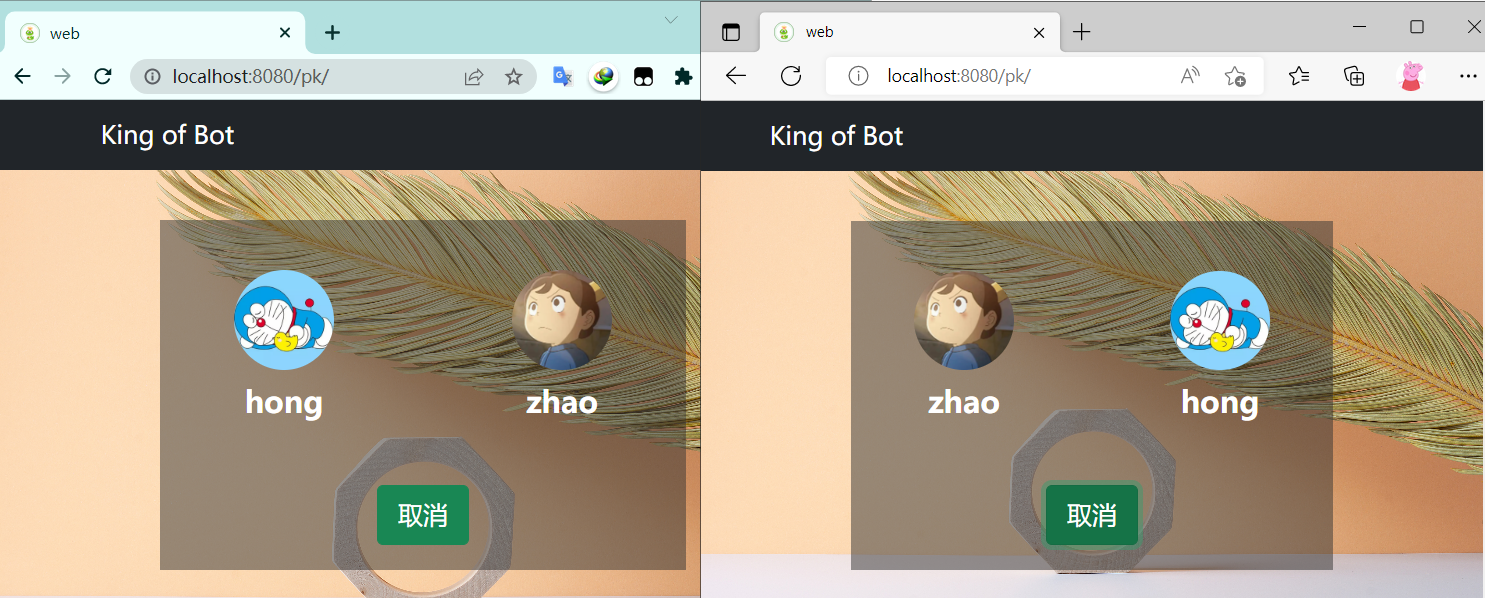 web
localhost:8080/pk/
King of Bot
hong
zhao
取消
web
localhost:8080/pk/
King of Bot
zhao
hong
取消